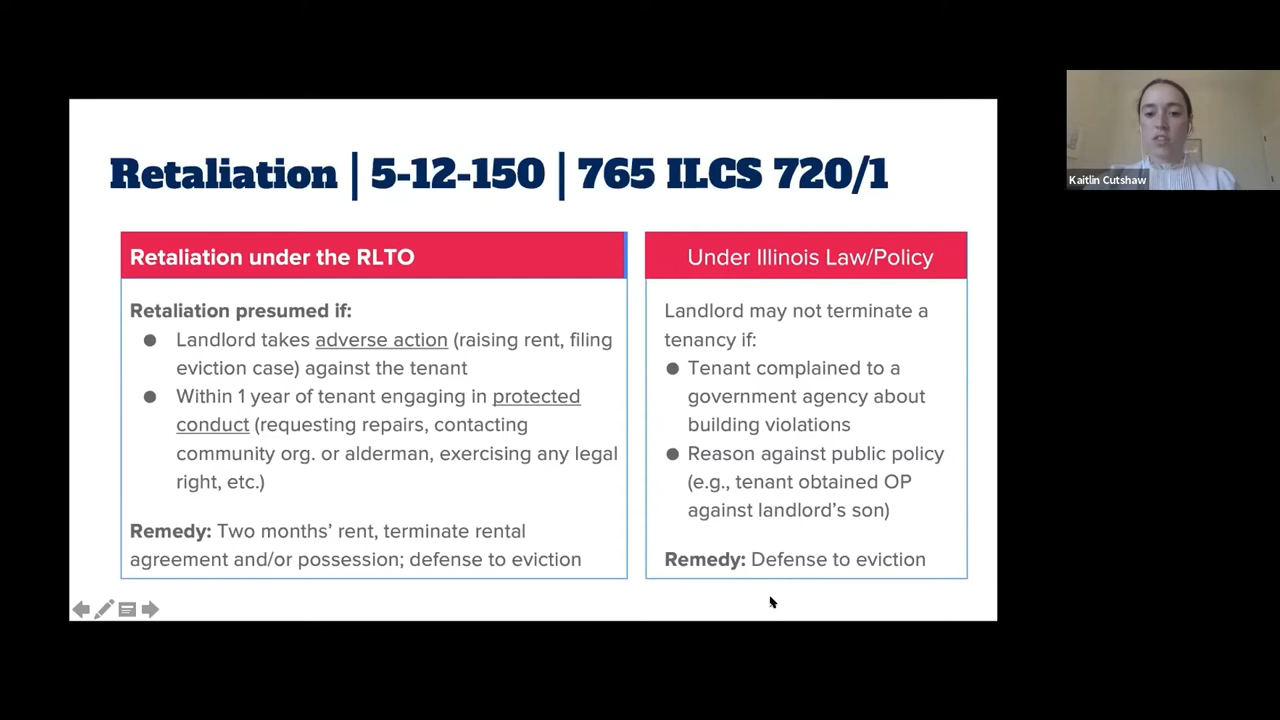 Retaliation | 5-12-150 | 765 ILCS 720/1
Kaitlin Cutshaw
Retaliation under the RLTO
Retaliation presumed if:
● Landlord takes adverse action (raising rent, filing
eviction case) against the tenant
● Within 1 year of tenant engaging in protected
conduct (requesting repairs, contacting
community org. or alderman, exercising any legal
right, etc.)
Remedy: Two months’ rent, terminate rental
agreement and/or possession; defense to eviction
Under Illinois Law/Policy
Landlord may not terminate a
tenancy if:
● Tenant complained to a
government agency about
building violations
● Reason against public policy
(e.g., tenant obtained OP
against landlord’s son)
Remedy: Defense to eviction